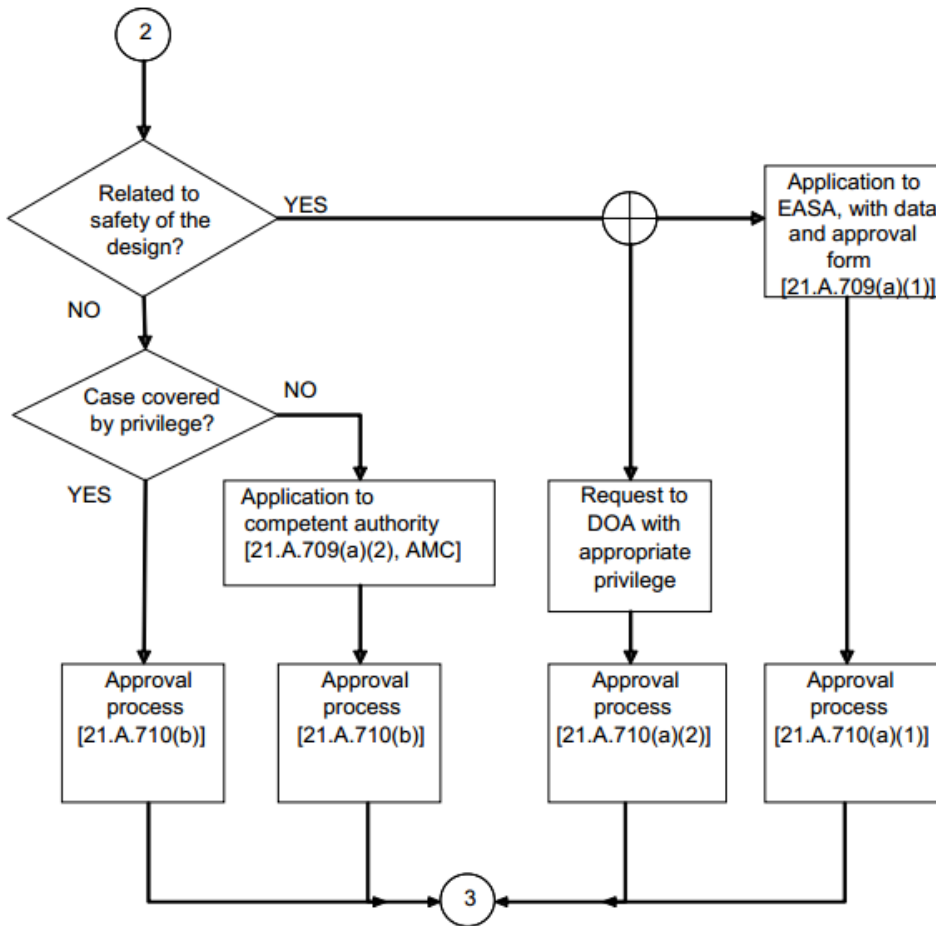 2
Related to
safety of the
design?
YES
Application to
EASA, with data
and approval
form
[21.A.709(a)(1)]
NO
Case covered
by privilege?
NO
YES
Application to
competent authority
[21.A.709(a)(2), AMC]
Request to
DOA with
appropriate
privilege
Approval
process
[21.A.710(b)]
Approval
process
[21.A.710(b)]
Approval
process
[21.A.710(a)(2)]
Approval
process
[21.A.710(a)(1)]
3